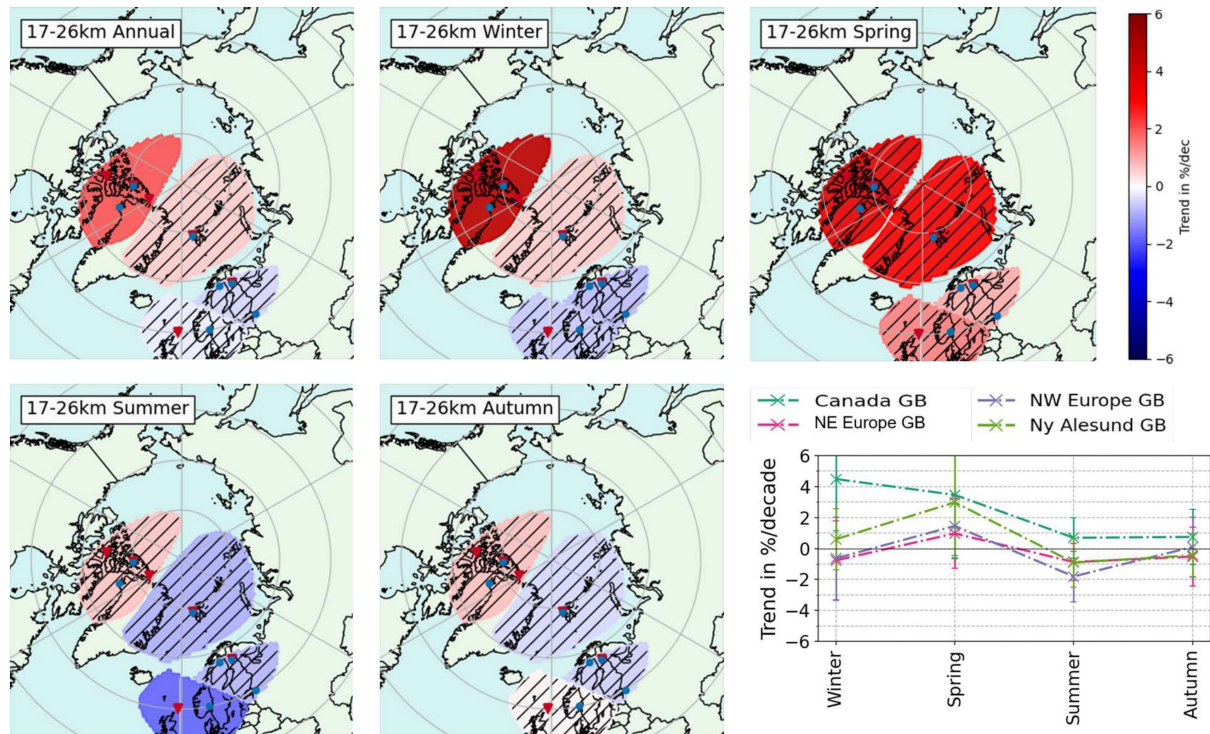 17-26km Annual
17-26km Winter
17-26km Spring
6
4
2
0
−2
−4
−6
Trend in %/dec
17-26km Summer
17-26km Autumn
Canada GB
NW Europe GB
NE Europe GB
Ny Alesund GB
Trend in %/decade
6
4
2
0
−2
−4
−6
Winter
Spring
Summer
Autumn